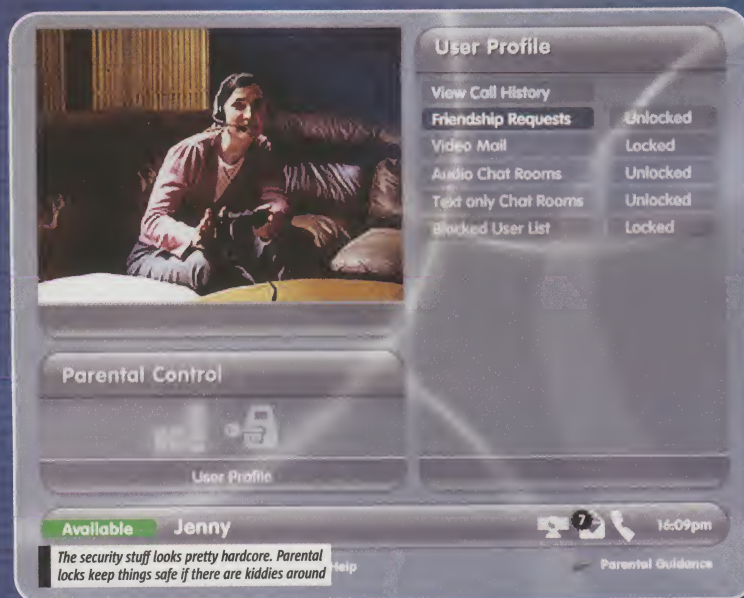 User Profile
View Call History
Friendship Requests Unlocked
Video Mail Locked
Audio Chat Rooms Unlocked
Text only Chat Rooms Unlocked
Blocked User List Locked
Parental Control
User Profile
Available Jenny 7 16:09pm
The security stuff looks pretty hardcore. Parental
locks keep things safe if there are kiddies around
Help Parental Guidance